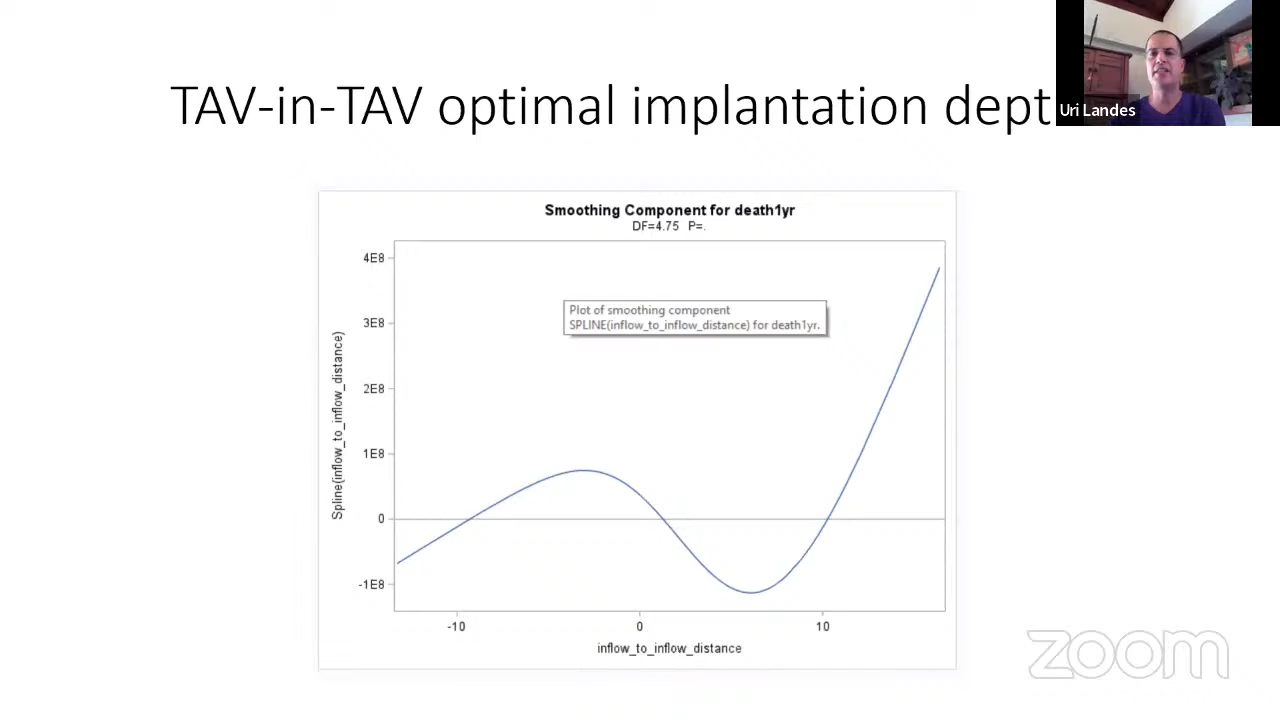 TAV-in-TAV optimal implantation dept
Uri Landes
Smoothing Component for death1yr
DF=4.75 P=.
4E8
3E8
2E8
1E8
0
-1E8
Spline(inflow_to_inflow_distance)
Plot of smoothing component
SPLINE(inflow_to_inflow_distance) for death1yr.
-10
0
10
inflow_to_inflow_distance
zoom